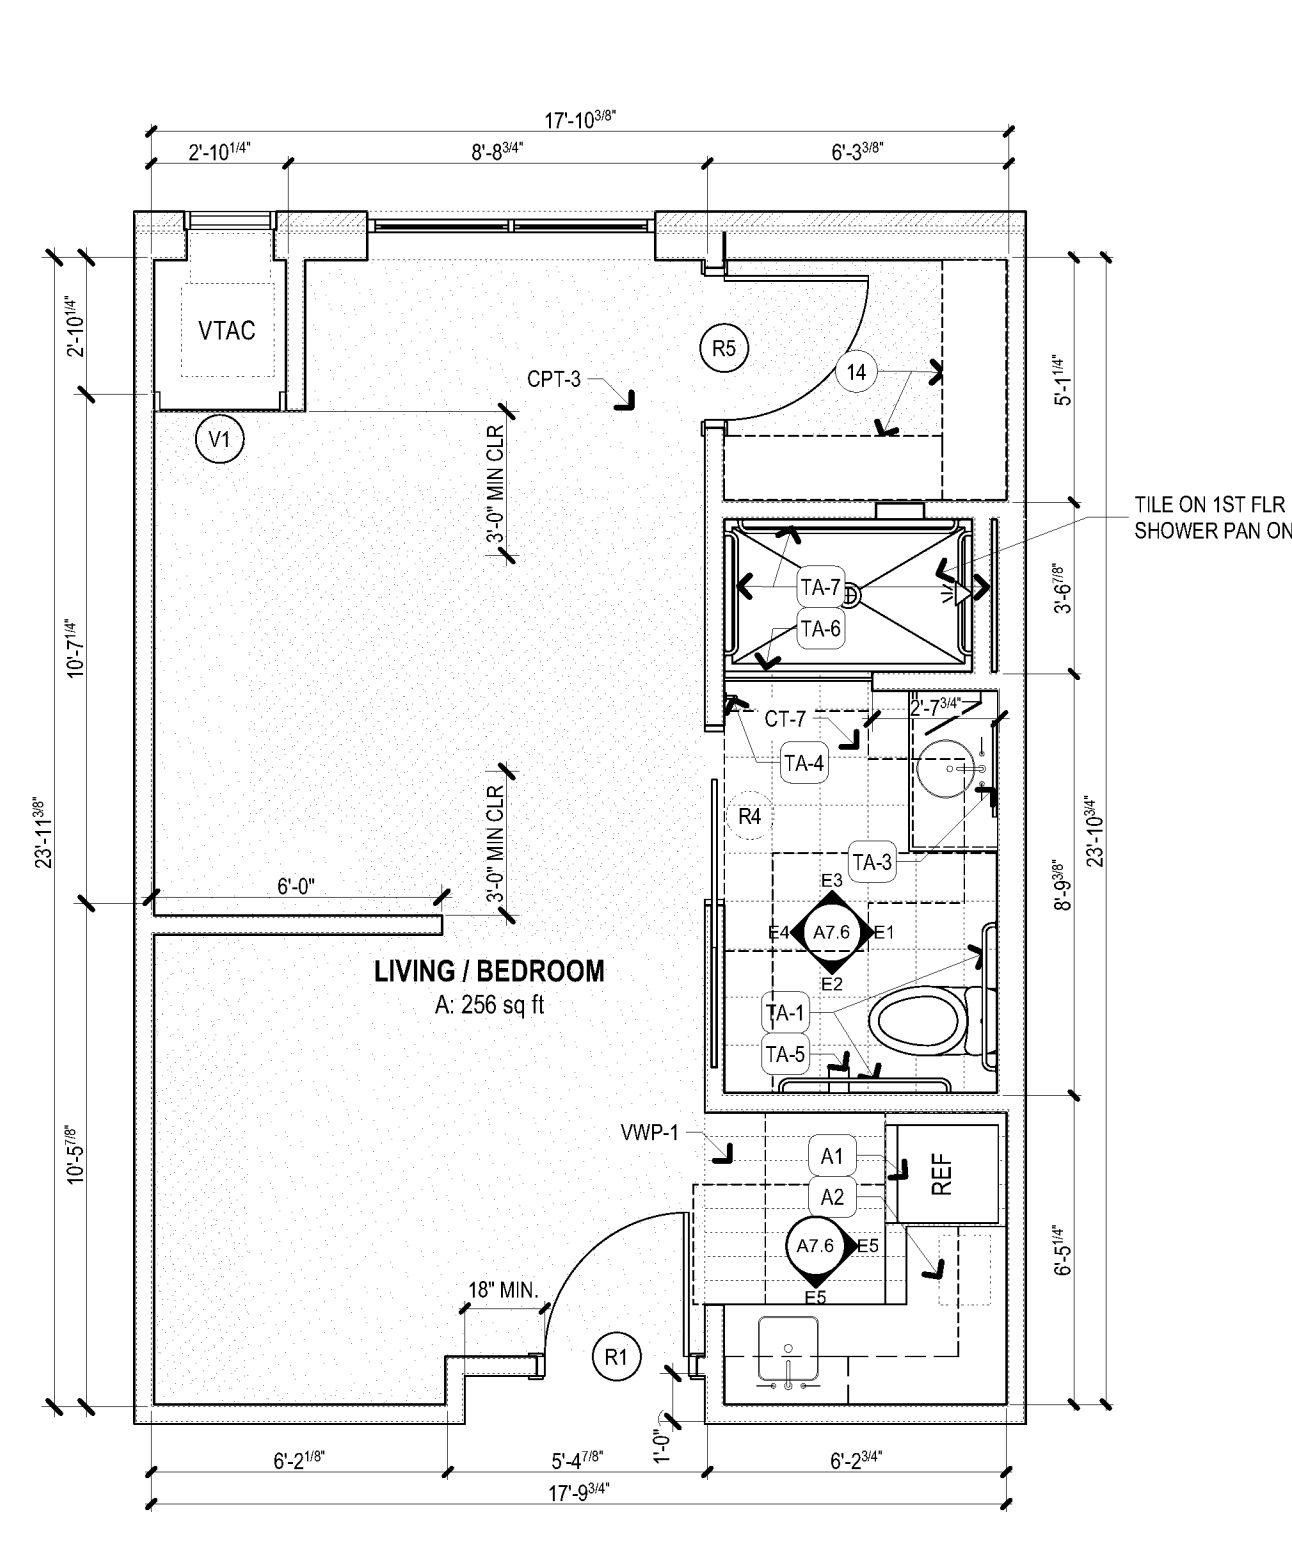 17'-10 3/8"
2'-10 1/4"
8'-8 3/4"
6'-3 3/8"
2'-10 1/4"
VTAC
R5
CPT-3
14
5'-1 1/4"
V1
3'-0" MIN CLR
TILE ON 1ST FLR
SHOWER PAN ON
TA-7
3'-6 7/8"
TA-6
10'-7 1/4"
2'-7 3/4"
CT-7
TA-4
3'-0" MIN CLR
R4
23'-11 3/8"
23'-10 3/4"
TA-3
6'-0"
E3
8'-9 3/8"
E4
A7.6
E1
LIVING / BEDROOM
E2
A: 256 sq ft
TA-1
TA-5
VWP-1
A1
REF
10'-5 7/8"
A2
A7.6
E5
6'-5 1/4"
18" MIN.
E5
R1
1'-0"
6'-2 1/8"
5'-4 7/8"
6'-2 3/4"
17'-9 3/4"